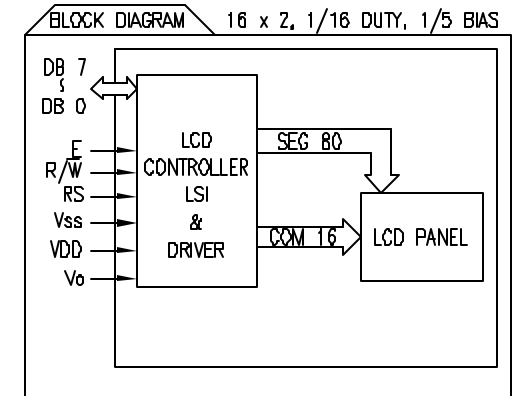 BLOCK DIAGRAM 16 x 2, 1/16 DUTY, 1/5 BIAS
DB 7
DB 0
E
R/W̅
RS
Vss
VDD
Vo
LCD
CONTROLLER
LSI
&
DRIVER
SEG 80
COM 16
LCD PANEL